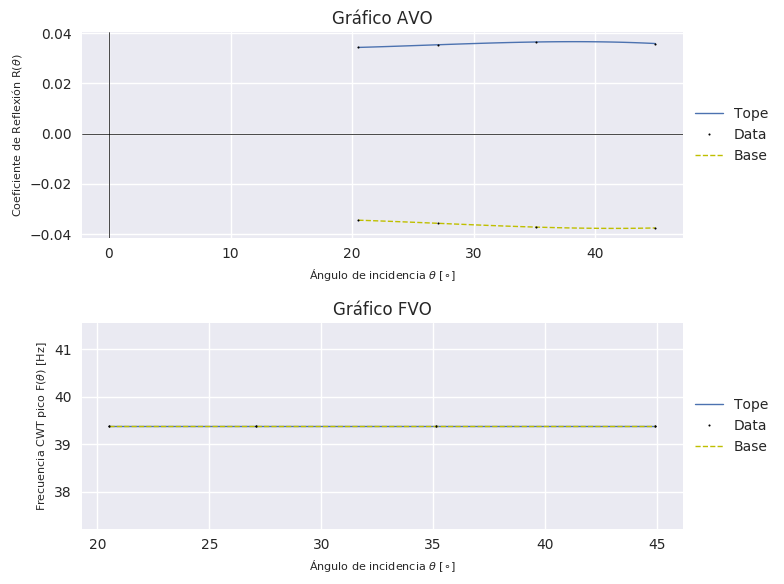 Gráfico AVO
Coeficiente de Reflexión R(θ)
0.04
0.02
0.00
−0.02
−0.04
0 10 20 30 40
Ángulo de incidencia θ [∘]
Tope
Data
Base
Gráfico FVO
Frecuencia CWT pico F(θ) [Hz]
41
40
39
38
20 25 30 35 40 45
Ángulo de incidencia θ [∘]
Tope
Data
Base